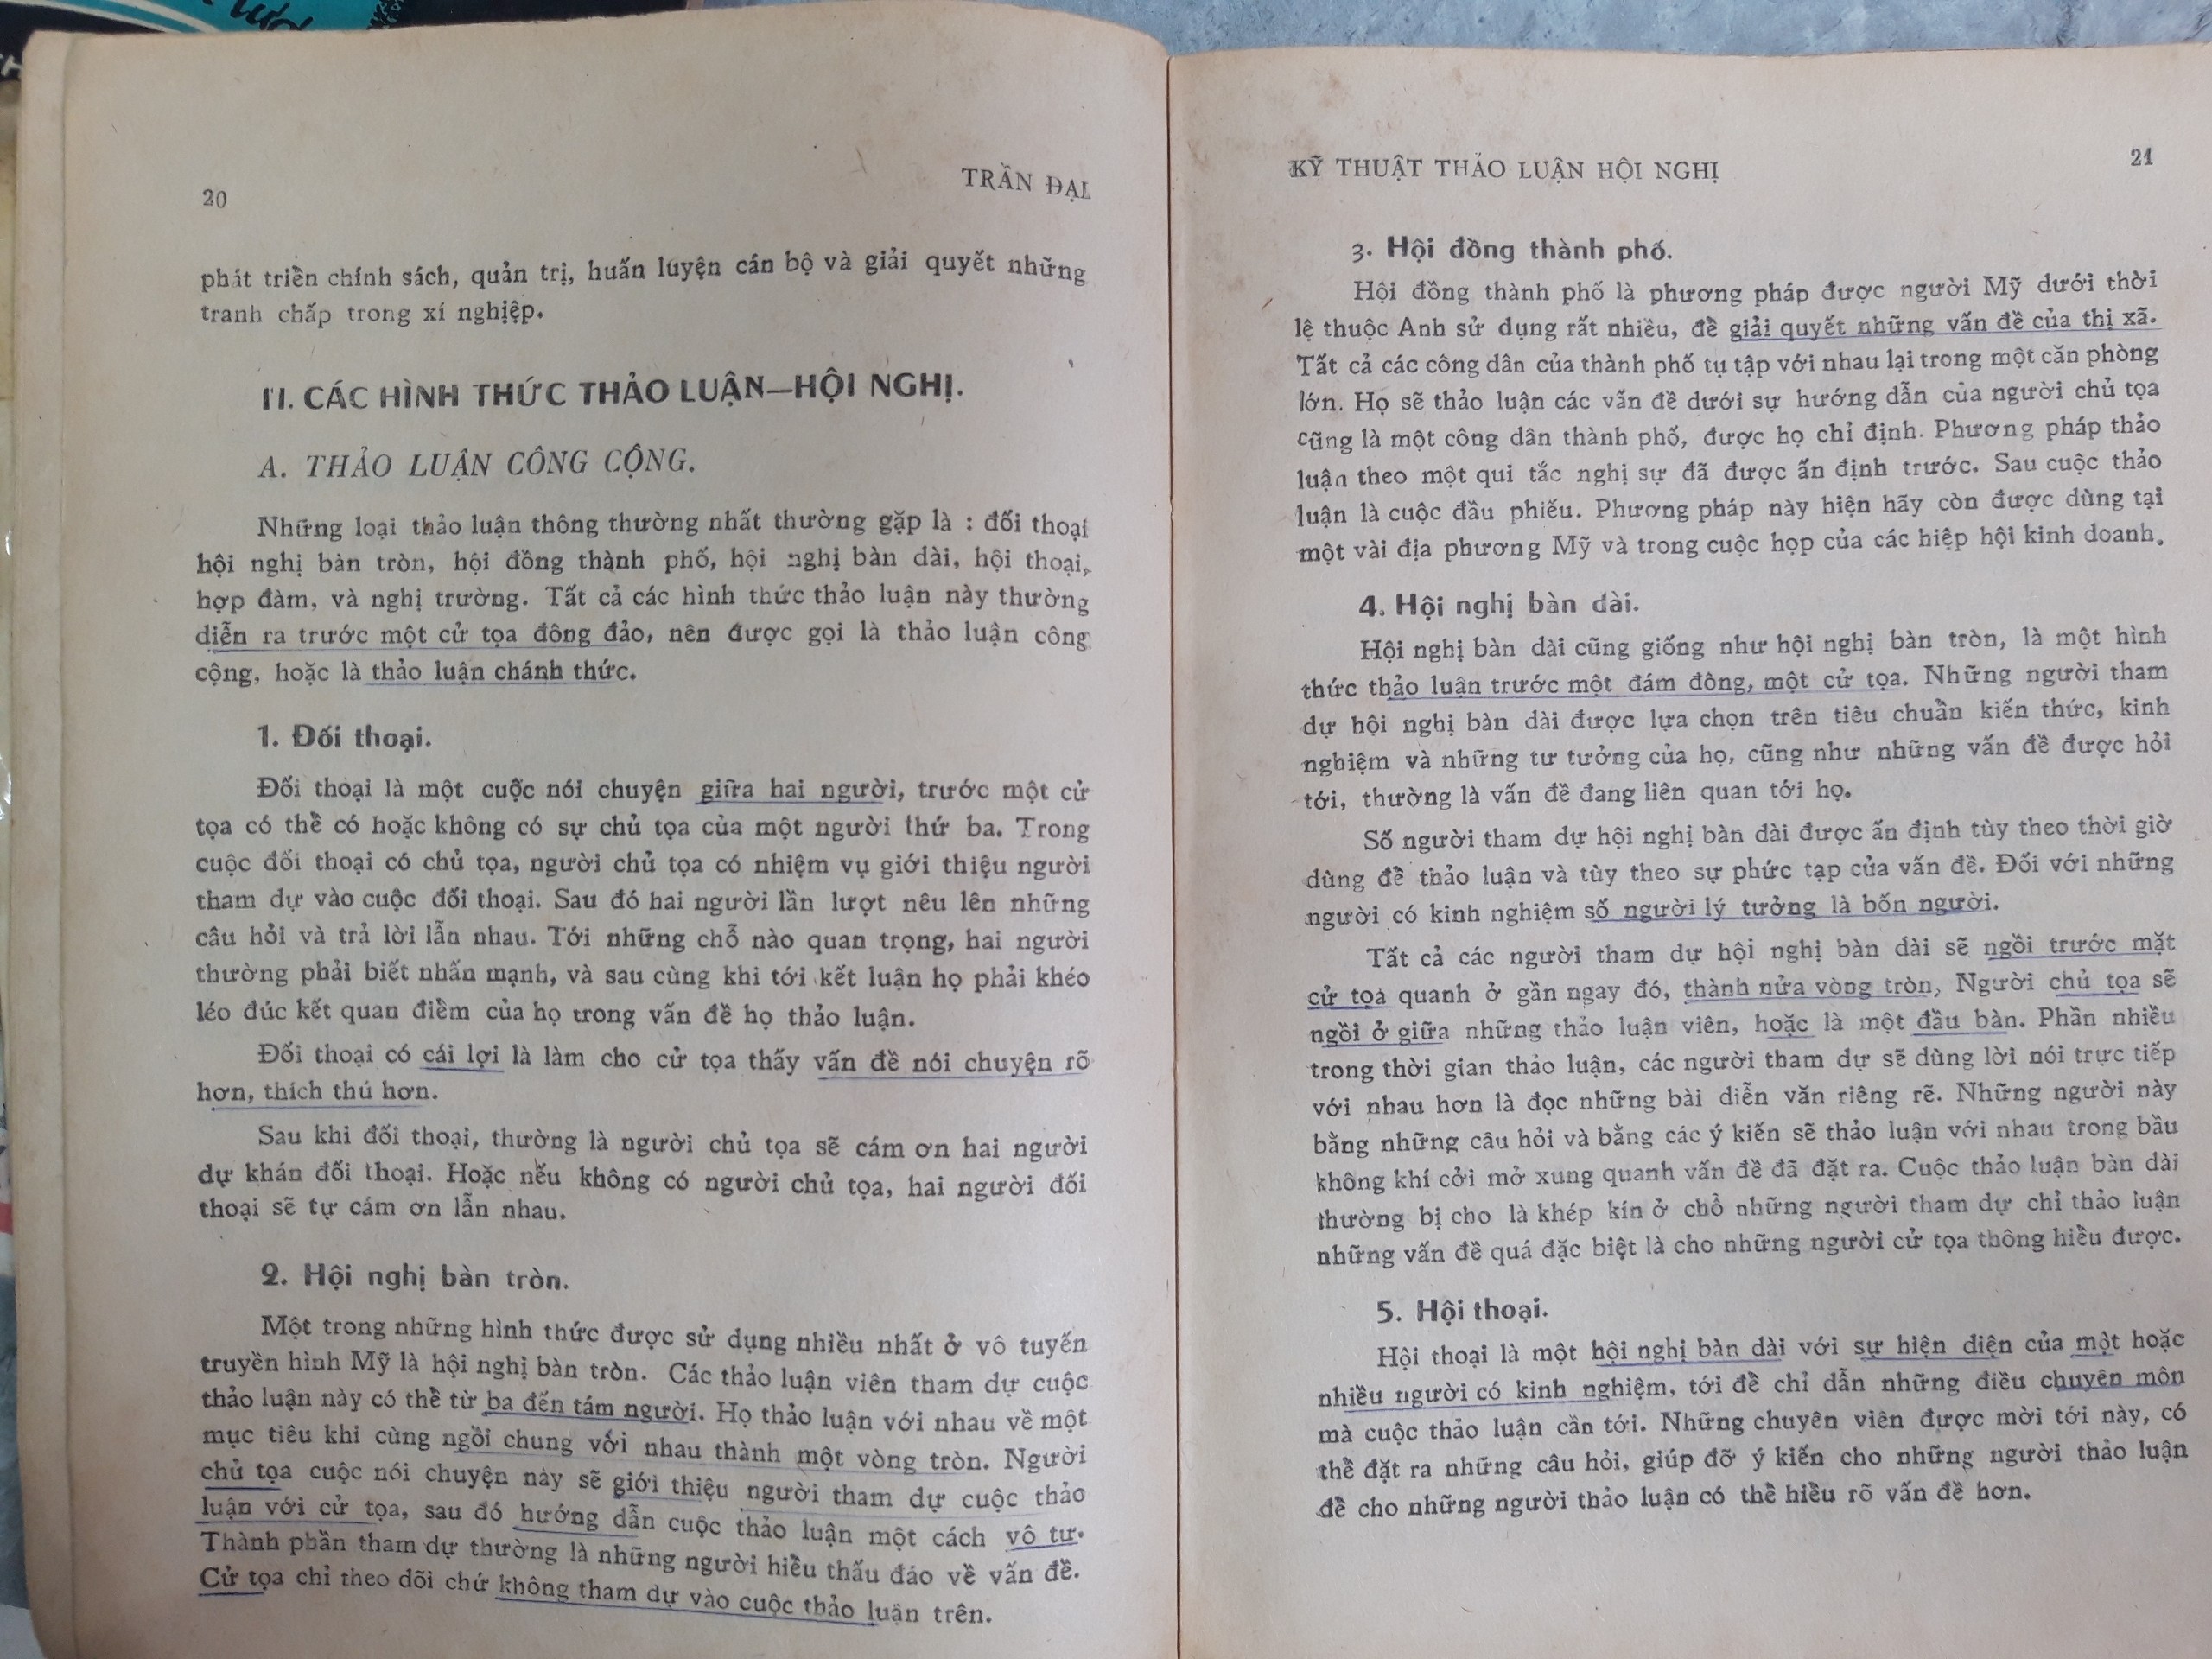 20
TRẦN ĐẠI
phát triển chính sách, quản trị, huấn luyện cán bộ và giải quyết những
tranh chấp trong xí nghiệp.
II. CÁC HÌNH THỨC THẢO LUẬN—HỘI NGHỊ.
A. THẢO LUẬN CÔNG CỘNG.
Những loại thảo luận thông thường nhất thường gặp là : đối thoại
hội nghị bàn tròn, hội đồng thành phố, hội nghị bàn dài, hội thoại,
hợp đàm, và nghị trường. Tất cả các hình thức thảo luận này thường
diễn ra trước một cử tọa đông đảo, nên được gọi là thảo luận công
cộng, hoặc là thảo luận chánh thức.
1. Đối thoại.
Đối thoại là một cuộc nói chuyện giữa hai người, trước một cử
tọa có thể có hoặc không có sự chủ tọa của một người thứ ba. Trong
cuộc đối thoại có chủ tọa, người chủ tọa có nhiệm vụ giới thiệu người
tham dự vào cuộc đối thoại. Sau đó hai người lần lượt nêu lên những
câu hỏi và trả lời lẫn nhau. Tới những chỗ nào quan trọng, hai người
thường phải biết nhấn mạnh, và sau cùng khi tới kết luận họ phải khéo
léo đúc kết quan điểm của họ trong vấn đề họ thảo luận.
Đối thoại có cái lợi là làm cho cử tọa thấy vấn đề nói chuyện rõ
hơn, thích thú hơn.
Sau khi đối thoại, thường là người chủ tọa sẽ cám ơn hai người
dự khán đối thoại. Hoặc nếu không có người chủ tọa, hai người đối
thoại sẽ tự cám ơn lẫn nhau.
2. Hội nghị bàn tròn.
Một trong những hình thức được sử dụng nhiều nhất ở vô tuyến
truyền hình Mỹ là hội nghị bàn tròn. Các thảo luận viên tham dự cuộc
thảo luận này có thể từ ba đến tám người. Họ thảo luận với nhau về một
mục tiêu khi cùng ngồi chung với nhau thành một vòng tròn. Người
chủ tọa cuộc nói chuyện này sẽ giới thiệu người tham dự cuộc thảo
luận với cử tọa, sau đó hướng dẫn cuộc thảo luận một cách vô tư.
Thành phần tham dự thường là những người hiểu thấu đáo về vấn đề.
Cử tọa chỉ theo dõi chứ không tham dự vào cuộc thảo luận trên.
KỸ THUẬT THẢO LUẬN HỘI NGHỊ
21
3. Hội đồng thành phố.
Hội đồng thành phố là phương pháp được người Mỹ dưới thời
lệ thuộc Anh sử dụng rất nhiều, để giải quyết những vấn đề của thị xã.
Tất cả các công dân của thành phố tụ tập với nhau lại trong một căn phòng
lớn. Họ sẽ thảo luận các vấn đề dưới sự hướng dẫn của người chủ tọa
cũng là một công dân thành phố, được họ chỉ định. Phương pháp thảo
luận theo một qui tắc nghị sự đã được ấn định trước. Sau cuộc thảo
luận là cuộc đầu phiếu. Phương pháp này hiện hãy còn được dùng tại
một vài địa phương Mỹ và trong cuộc họp của các hiệp hội kinh doanh.
4. Hội nghị bàn dài.
Hội nghị bàn dài cũng giống như hội nghị bàn tròn, là một hình
thức thảo luận trước một đám đông, một cử tọa. Những người tham
dự hội nghị bàn dài được lựa chọn trên tiêu chuẩn kiến thức, kinh
nghiệm và những tư tưởng của họ, cũng như những vấn đề được hỏi
tới, thường là vấn đề đang liên quan tới họ.
Số người tham dự hội nghị bàn dài được ấn định tùy theo thời giờ
dùng để thảo luận và tùy theo sự phức tạp của vấn đề. Đối với những
người có kinh nghiệm số người lý tưởng là bốn người.
Tất cả các người tham dự hội nghị bàn dài sẽ ngồi trước mặt
cử tọa quanh ở gần ngay đó, thành nửa vòng tròn, Người chủ tọa sẽ
ngồi ở giữa những thảo luận viên, hoặc là một đầu bàn. Phần nhiều
trong thời gian thảo luận, các người tham dự sẽ dùng lời nói trực tiếp
với nhau hơn là đọc những bài diễn văn riêng rẽ. Những người này
bằng những câu hỏi và bằng các ý kiến sẽ thảo luận với nhau trong bầu
không khí cởi mở xung quanh vấn đề đã đặt ra. Cuộc thảo luận bàn dài
thường bị cho là khép kín ở chỗ những người tham dự chỉ thảo luận
những vấn đề quá đặc biệt là cho những người cử tọa thông hiểu được.
5. Hội thoại.
Hội thoại là một hội nghị bàn dài với sự hiện diện của một hoặc
nhiều người có kinh nghiệm, tới để chỉ dẫn những điều chuyên môn
mà cuộc thảo luận cần tới. Những chuyên viên được mời tới này, có
thể đặt ra những câu hỏi, giúp đỡ ý kiến cho những người thảo luận
để cho những người thảo luận có thể hiểu rõ vấn đề hơn.